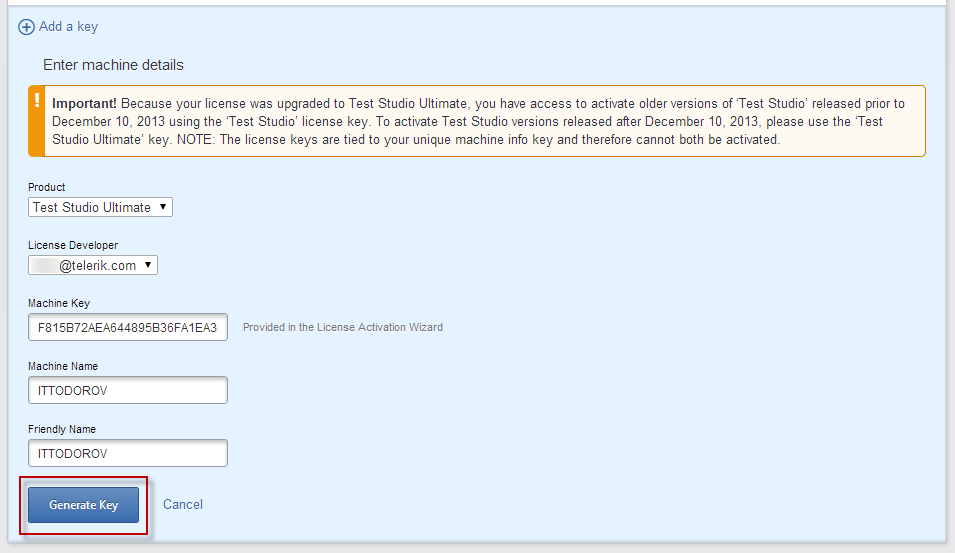 Add a key
Enter machine details
! Important! Because your license was upgraded to Test Studio Ultimate, you have access to activate older versions of ‘Test Studio’ released prior to
December 10, 2013 using the ‘Test Studio’ license key. To activate Test Studio versions released after December 10, 2013, please use the ‘Test
Studio Ultimate’ key. NOTE: The license keys are tied to your unique machine info key and therefore cannot both be activated.
Product
Test Studio Ultimate
License Developer
@telerik.com
Machine Key
F815B72AEA644895B36FA1EA3 Provided in the License Activation Wizard
Machine Name
ITTODOROV
Friendly Name
ITTODOROV
Generate Key Cancel